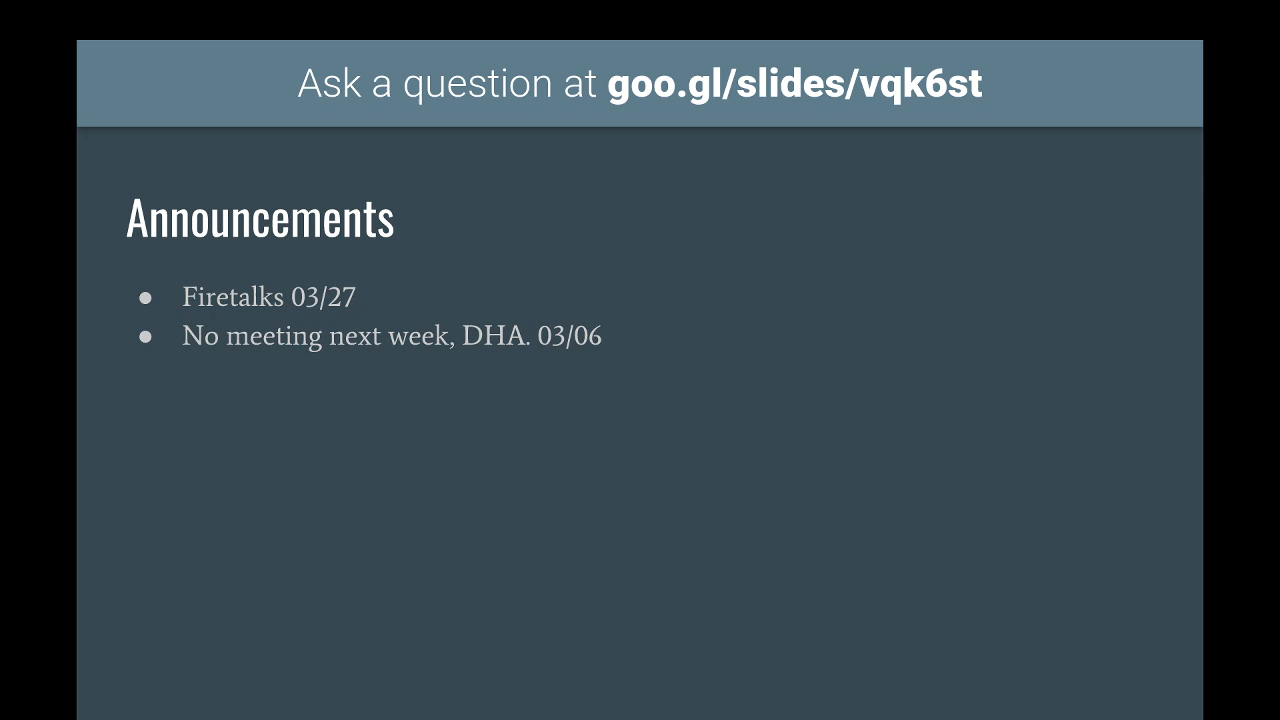 Ask a question at goo.gl/slides/vqk6st
Announcements
● Firetalks 03/27
● No meeting next week, DHA. 03/06